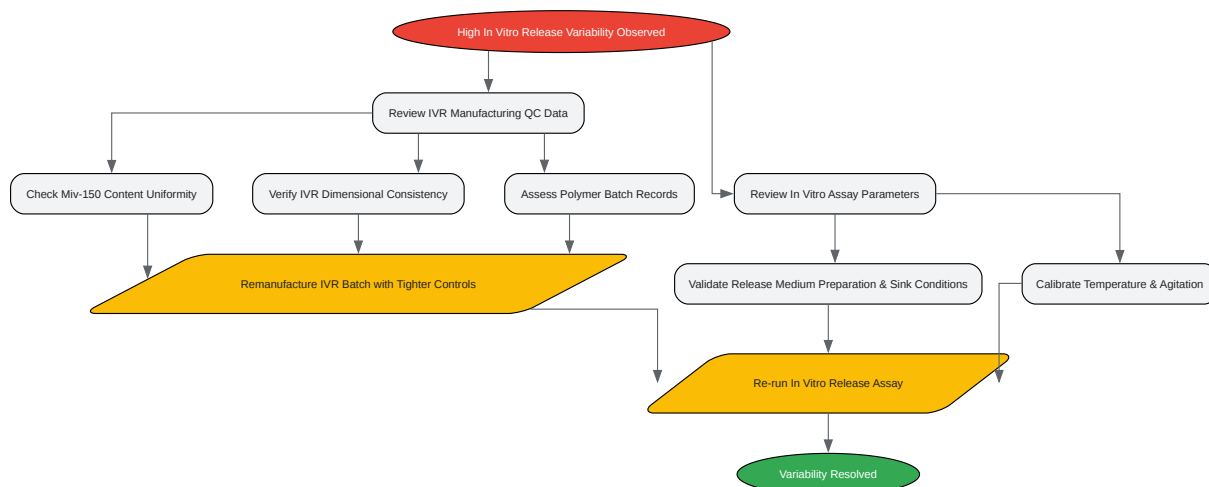 High In Vitro Release Variability Observed
Review IVR Manufacturing QC Data
Check Miv-150 Content Uniformity
Verify IVR Dimensional Consistency
Assess Polymer Batch Records
Review In Vitro Assay Parameters
Remanufacture IVR Batch with Tighter Controls
Validate Release Medium Preparation & Sink Conditions
Calibrate Temperature & Agitation
Re-run In Vitro Release Assay
Variability Resolved